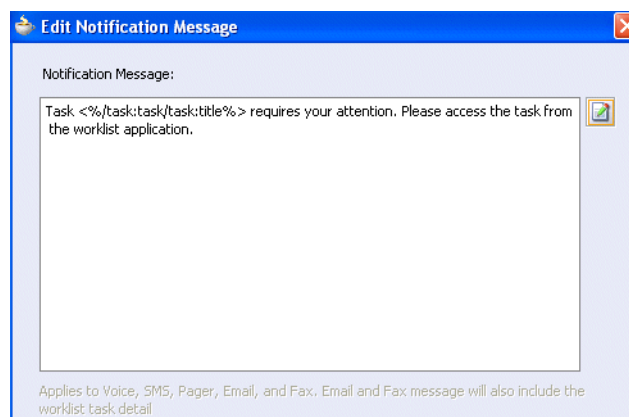 Edit Notification Message
Notification Message:
Task <%/task:task/task:title%> requires your attention. Please access the task from
the worklist application.
Applies to Voice, SMS, Pager, Email, and Fax. Email and Fax message will also include the
worklist task detail